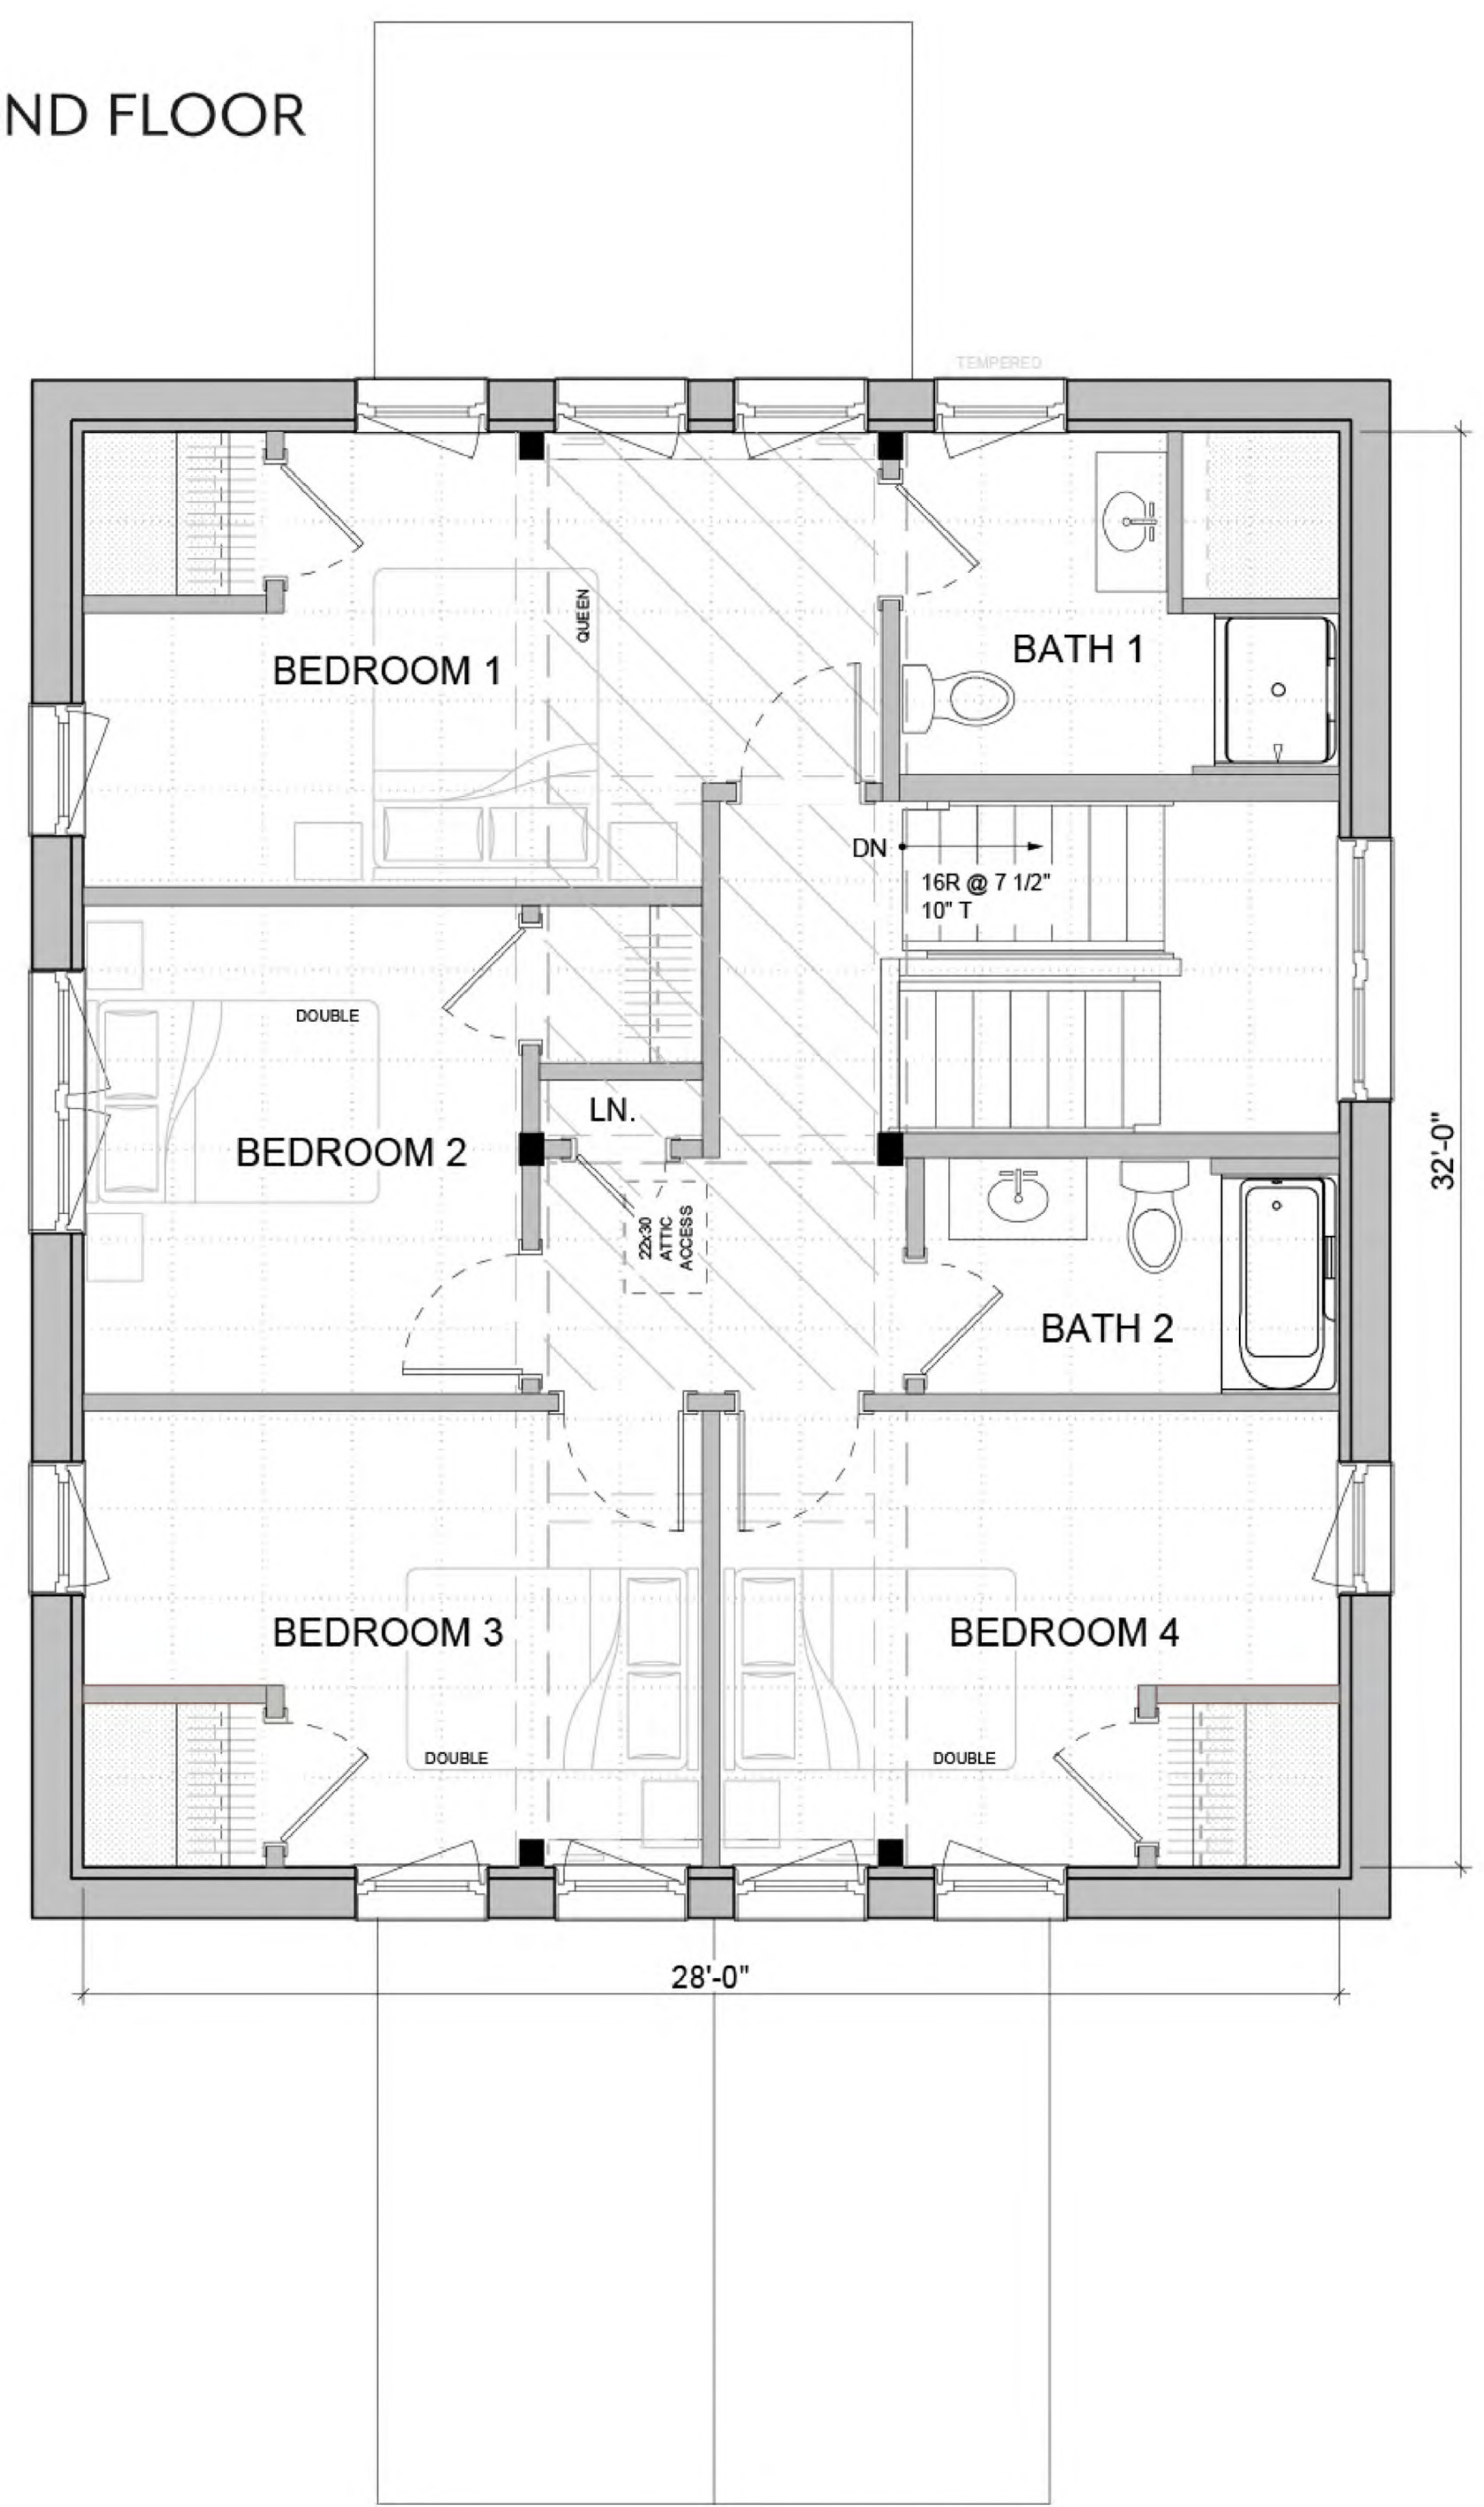 ND FLOOR
TEMPERED
QUEEN
BEDROOM 1
BATH 1
DN
16R @ 7 1/2"
10" T
DOUBLE
LN.
BEDROOM 2
22x30
ATTIC
ACCESS
32'-0"
BATH 2
BEDROOM 3
BEDROOM 4
DOUBLE
DOUBLE
28'-0"